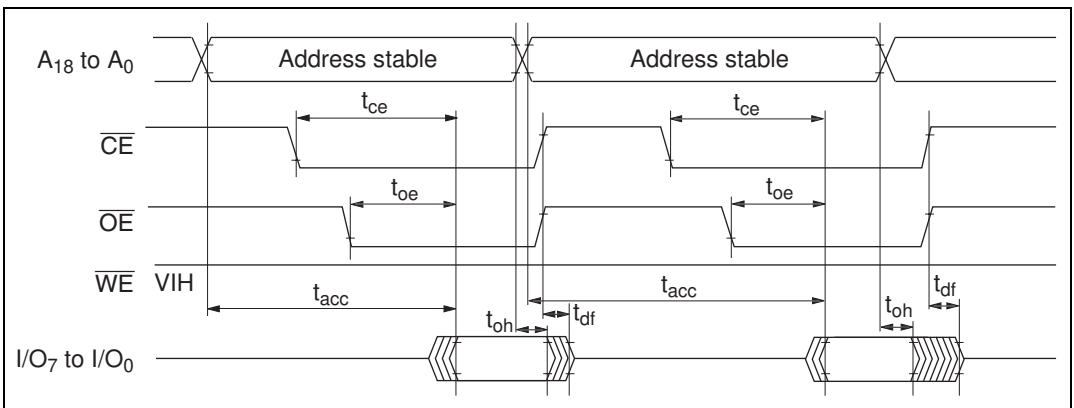 A18 to A0 Address stable Address stable
tce tce
CE
toe toe
OE
WE VIH
tacc tacc
toh tdf toh tdf
I/O7 to I/O0